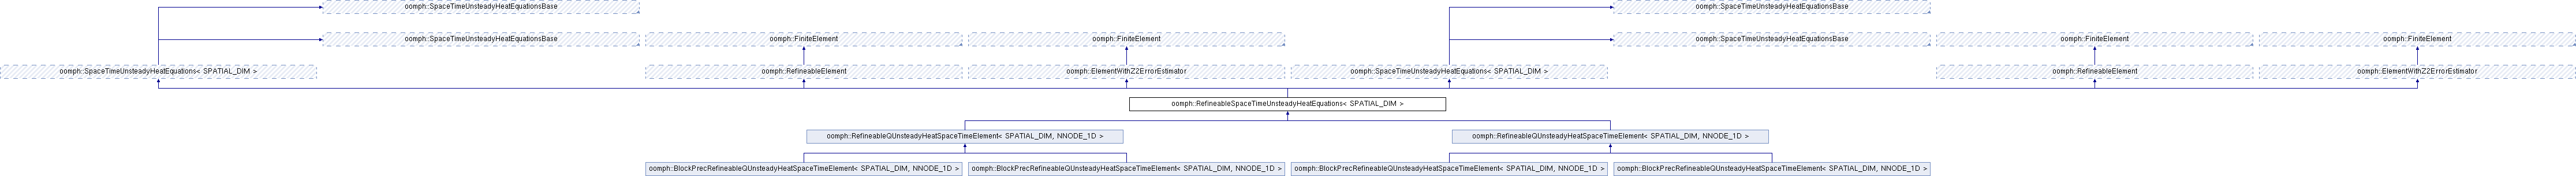 oomph::SpaceTimeUnsteadyHeatEquationsBase
oomph::SpaceTimeUnsteadyHeatEquationsBase
oomph::SpaceTimeUnsteadyHeatEquationsBase
oomph::FiniteElement
oomph::FiniteElement
oomph::SpaceTimeUnsteadyHeatEquationsBase
oomph::FiniteElement
oomph::FiniteElement
oomph::SpaceTimeUnsteadyHeatEquations< SPATIAL_DIM >
oomph::RefineableElement
oomph::ElementWithZ2ErrorEstimator
oomph::SpaceTimeUnsteadyHeatEquations< SPATIAL_DIM >
oomph::RefineableElement
oomph::ElementWithZ2ErrorEstimator
oomph::RefineableSpaceTimeUnsteadyHeatEquations< SPATIAL_DIM >
oomph::RefineableQUnsteadyHeatSpaceTimeElement< SPATIAL_DIM, NNODE_1D >
oomph::RefineableQUnsteadyHeatSpaceTimeElement< SPATIAL_DIM, NNODE_1D >
oomph::BlockPrecRefineableQUnsteadyHeatSpaceTimeElement< SPATIAL_DIM, NNODE_1D >
oomph::BlockPrecRefineableQUnsteadyHeatSpaceTimeElement< SPATIAL_DIM, NNODE_1D >
oomph::BlockPrecRefineableQUnsteadyHeatSpaceTimeElement< SPATIAL_DIM, NNODE_1D >
oomph::BlockPrecRefineableQUnsteadyHeatSpaceTimeElement< SPATIAL_DIM, NNODE_1D >